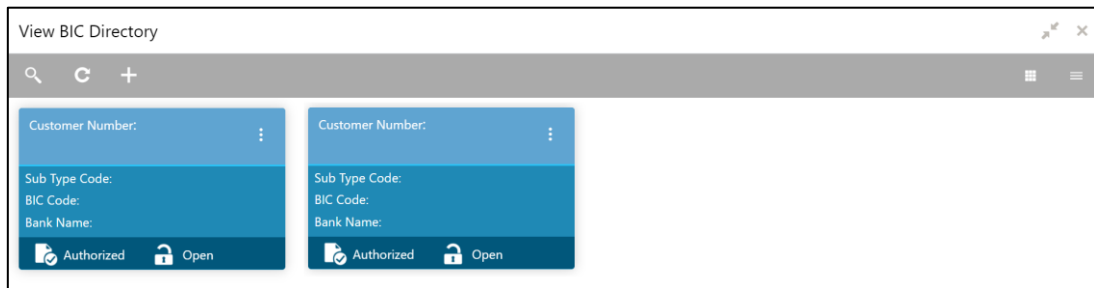 View BIC Directory
Customer Number:
Sub Type Code:
BIC Code:
Bank Name:
Authorized Open
Customer Number:
Sub Type Code:
BIC Code:
Bank Name:
Authorized Open